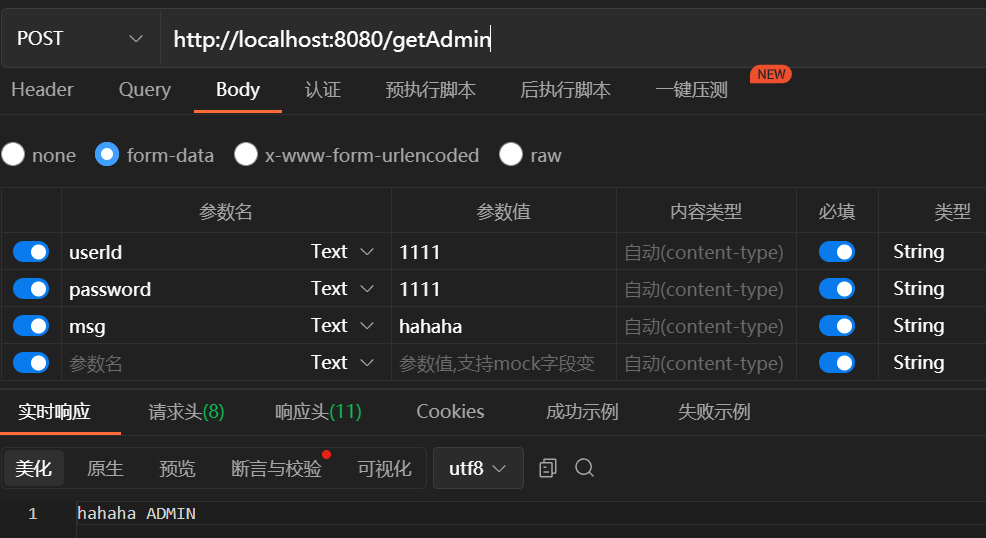 POST http://localhost:8080/getAdmin
Header Query Body 认证 预执行脚本 后执行脚本 一键压测 NEW
none form-data x-www-form-urlencoded raw
参数名 参数值 内容类型 必填 类型
userId Text 1111 自动(content-type) String
password Text 1111 自动(content-type) String
msg Text hahaha 自动(content-type) String
参数名 Text 参数值,支持mock字段变 自动(content-type) String
实时响应 请求头(8) 响应头(11) Cookies 成功示例 失败示例
美化 原生 预览 断言与校验 可视化 utf8
1 hahaha ADMIN